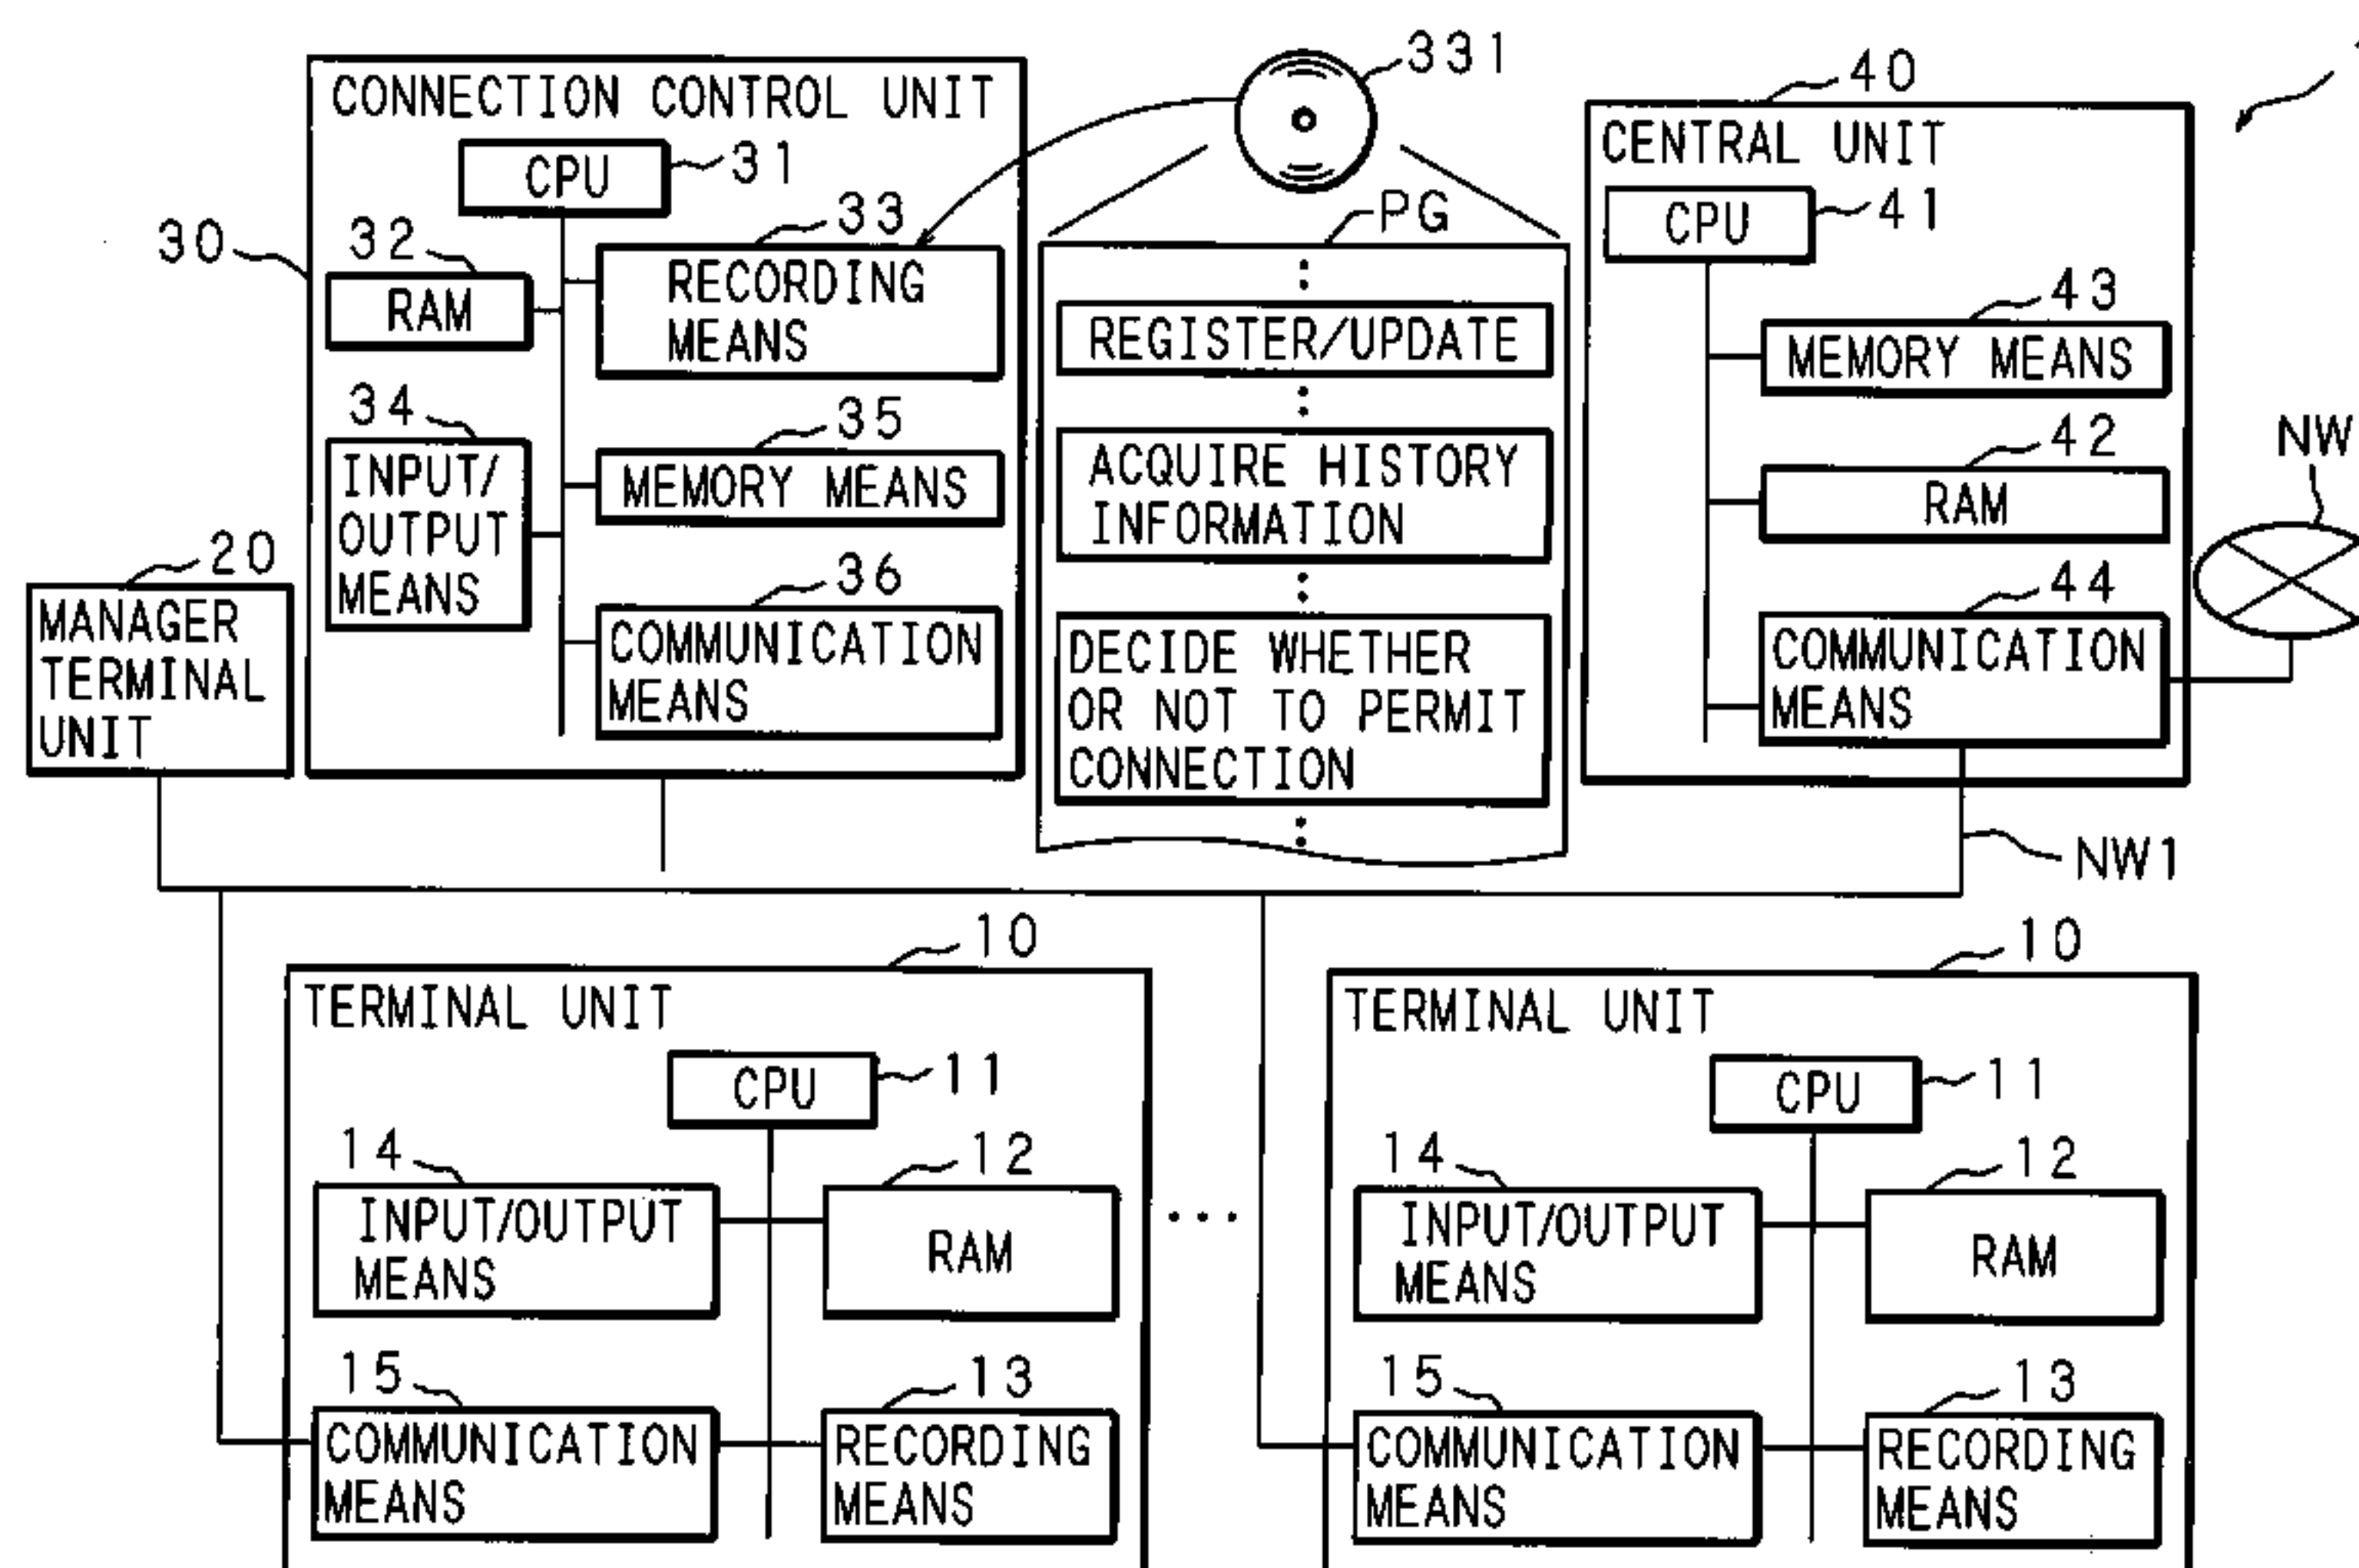 331
40
CONNECTION CONTROL UNIT
CPU
31
30
32
RAM
33
RECORDING
MEANS
34
INPUT/
OUTPUT
MEANS
35
MEMORY MEANS
36
COMMUNICATION
MEANS
20
MANAGER
TERMINAL
UNIT
PG
REGISTER/UPDATE
ACQUIRE HISTORY
INFORMATION
DECIDE WHETHER
OR NOT TO PERMIT
CONNECTION
CENTRAL UNIT
CPU
41
43
MEMORY MEANS
42
RAM
44
COMMUNICATION
MEANS
NW
NW1
10
TERMINAL UNIT
CPU
11
14
INPUT/OUTPUT
MEANS
12
RAM
15
COMMUNICATION
MEANS
13
RECORDING
MEANS
...
10
TERMINAL UNIT
CPU
11
14
INPUT/OUTPUT
MEANS
12
RAM
15
COMMUNICATION
MEANS
13
RECORDING
MEANS